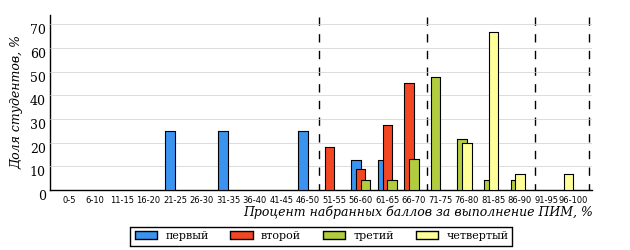 Доля студентов, %
70
60
50
40
30
20
10
0
0-5 6-10 11-15 16-20 21-25 26-30 31-35 36-40 41-45 46-50 51-55 56-60 61-65 66-70 71-75 76-80 81-85 86-90 91-95 96-100
Процент набранных баллов за выполнение ПИМ, %
первый второй третий четвертый